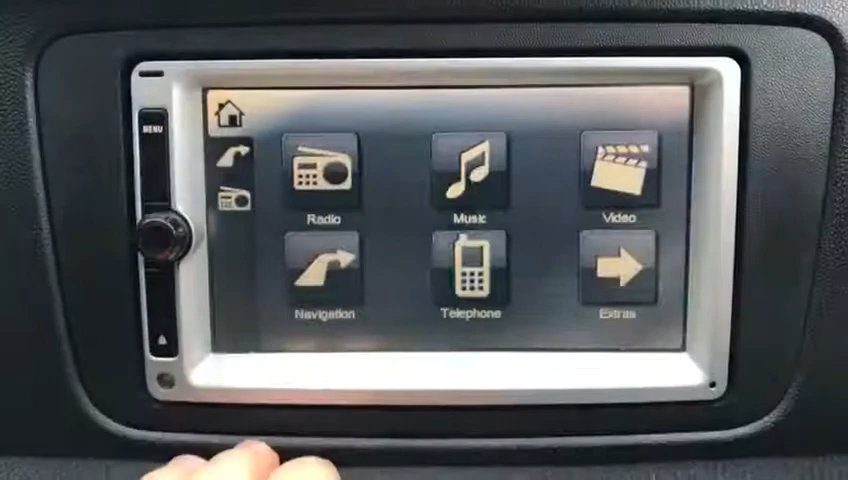 MENU
Radio
Music
Video
Navigation
Telephone
Extras